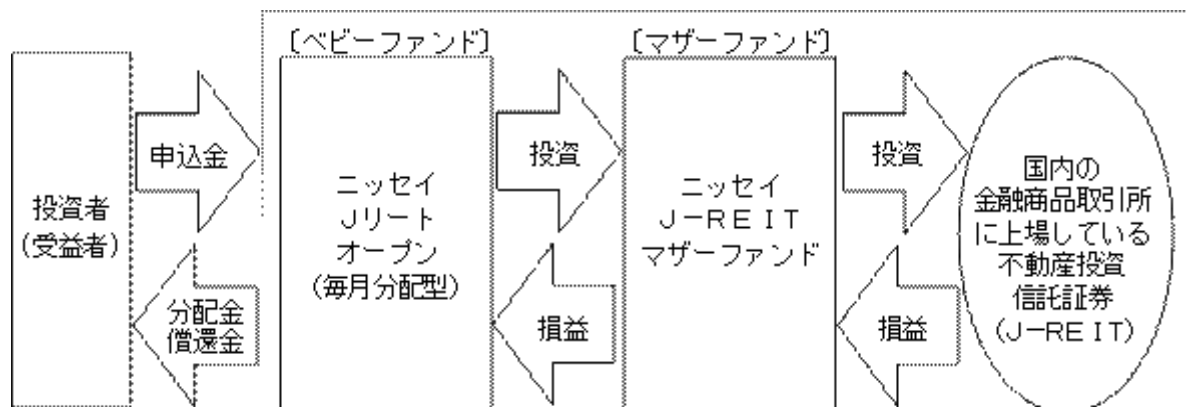 [ベビーファンド]
[マザーファンド]
投資者
(受益者)
申込金
分配金
償還金
ニッセイ
Jリート
オープン
(毎月分配型)
投資
損益
ニッセイ
J-REIT
マザーファンド
投資
損益
国内の
金融商品取引所
に上場している
不動産投資
信託証券
(J-REIT)